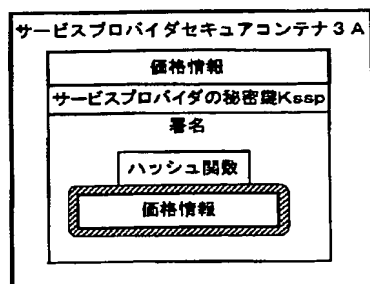 サービスプロバイダセキュアコンテナ３Ａ
価格情報
サービスプロバイダの秘密鍵Kssp
署名
ハッシュ関数
価格情報